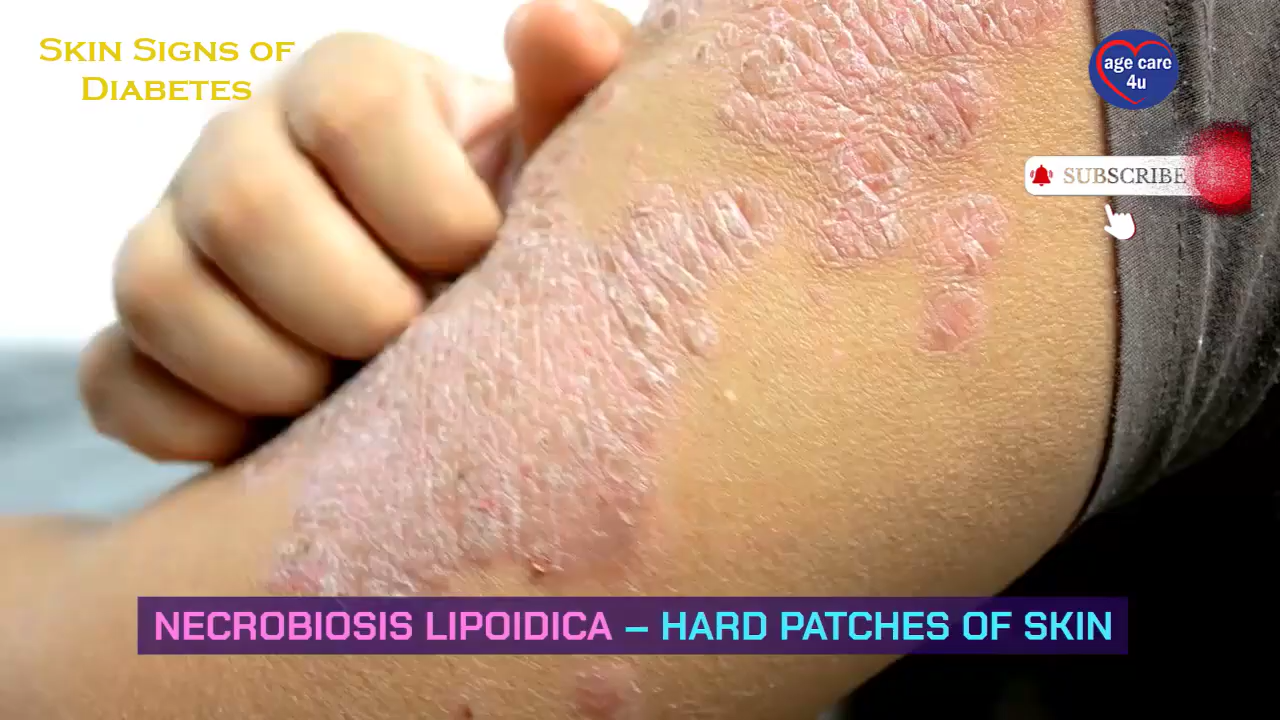 Skin Signs of
Diabetes
age care
4u
SUBSCRIBE
NECROBIOSIS LIPOIDICA – HARD PATCHES OF SKIN